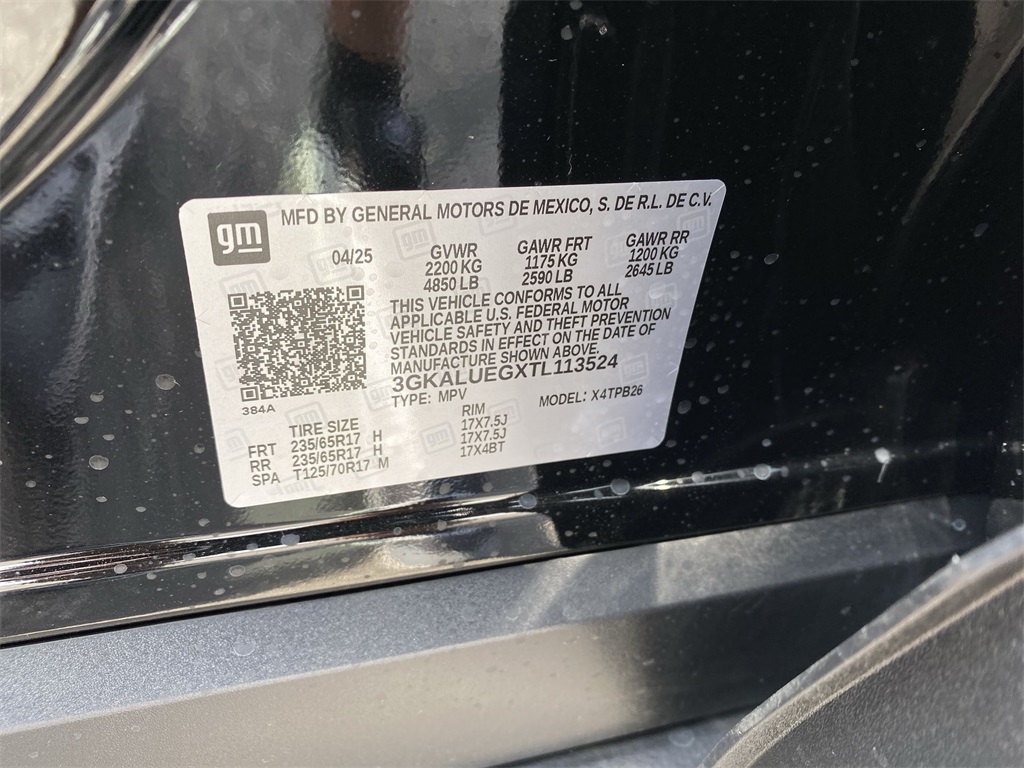 gm
MFD BY GENERAL MOTORS DE MEXICO, S. DE R.L. DE C.V.
04/25 GVWR GAWR FRT GAWR RR
2200 KG 1175 KG 1200 KG
4850 LB 2590 LB 2645 LB
THIS VEHICLE CONFORMS TO ALL
APPLICABLE U.S. FEDERAL MOTOR
VEHICLE SAFETY AND THEFT PREVENTION
STANDARDS IN EFFECT ON THE DATE OF
MANUFACTURE SHOWN ABOVE.
3GKALUEGXTL113524
384A
TYPE: MPV MODEL: X4TPB26
TIRE SIZE RIM
FRT 235/65R17 H 17X7.5J
RR 235/65R17 H 17X7.5J
SPA T125/70R17 M 17X4BT